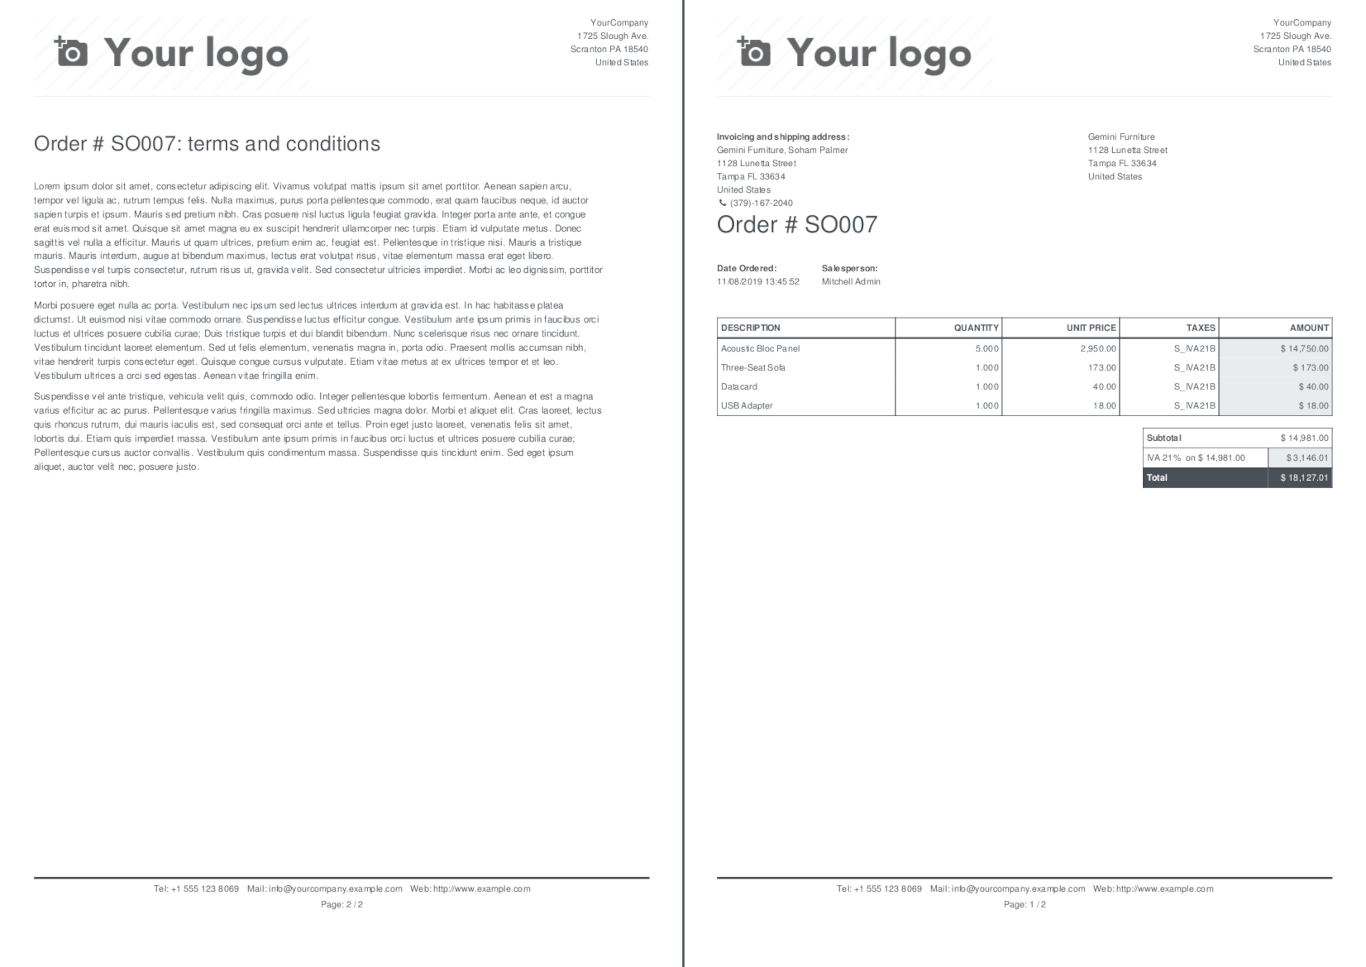 Your logo
YourCompany
1725 Slough Ave.
Scranton PA 18540
United States
Order # SO007: terms and conditions
Lorem ipsum dolor sit amet, consectetur adipiscing elit. Vivamus volutpat mattis ipsum sit amet porttitor. Aenean sapien arcu,
tempor vel ligula ac, rutrum tempus felis. Nulla maximus, purus porta pellentesque commodo, erat quam faucibus neque, id auctor
sapien turpis et ipsum. Mauris sed pretium nibh. Cras posuere nisl luctus ligula feugiat gravida. Integer porta ante ante, et congue
erat euismod sit amet. Quisque sit amet magna eu ex suscipit hendrerit ullamcorper nec turpis. Etiam id vulputate metus. Donec
sagittis vel nulla a efficitur. Mauris ut quam ultrices, pretium enim ac, feugiat est. Pellentesque in tristique nisi. Mauris a tristique
mauris. Mauris interdum, augue at bibendum maximus, lectus erat volutpat risus, vitae elementum massa erat eget libero.
Suspendisse vel turpis consectetur, rutrum risus ut, gravida velit. Sed consectetur ultricies imperdiet. Morbi ac leo dignissim, porttitor
tortor in, pharetra nibh.
Morbi posuere eget nulla ac porta. Vestibulum nec ipsum sed lectus ultrices interdum at gravida est. In hac habitasse platea
dictumst. Ut euismod nisi vitae commodo ornare. Suspendisse luctus efficitur congue. Vestibulum ante ipsum primis in faucibus orci
luctus et ultrices posuere cubilia curae; Duis tristique turpis et dui blandit bibendum. Nunc scelerisque risus nec ornare tincidunt.
Vestibulum tincidunt laoreet elementum. Sed ut felis elementum, venenatis magna in, porta odio. Praesent mollis accumsan nibh,
vitae hendrerit turpis consectetur eget. Quisque congue cursus vulputate. Etiam vitae metus at ex ultrices tempor et et leo.
Vestibulum ultrices a orci sed egestas. Aenean vitae fringilla enim.
Suspendisse vel ante tristique, vehicula velit quis, commodo odio. Integer pellentesque lobortis fermentum. Aenean et est a magna
varius efficitur ac ac purus. Pellentesque varius fringilla maximus. Sed ultricies magna dolor. Morbi et aliquet elit. Cras laoreet, lectus
quis rhoncus rutrum, dui mauris iaculis est, sed consequat orci ante et tellus. Proin eget justo laoreet, venenatis felis sit amet,
lobortis dui. Etiam quis imperdiet massa. Vestibulum ante ipsum primis in faucibus orci luctus et ultrices posuere cubilia curae;
Pellentesque cursus auctor convallis. Vestibulum quis condimentum massa. Suspendisse quis tincidunt enim. Sed eget ipsum
aliquet, auctor velit nec, posuere justo.
Tel: +1 555 123 8069 Mail: info@yourcompany.example.com Web: http://www.example.com
Page: 2 / 2
Your logo
YourCompany
1725 Slough Ave.
Scranton PA 18540
United States
Invoicing and shipping address:
Gemini Furniture, Soham Palmer
1128 Lunetta Street
Tampa FL 33634
United States
(379)-167-2040
Gemini Furniture
1128 Lunetta Street
Tampa FL 33634
United States
Order # SO007
Date Ordered: Salesperson:
11/08/2019 13:45:52 Mitchell Admin
DESCRIPTION QUANTITY UNIT PRICE TAXES AMOUNT
Acoustic Bloc Panel 5.000 2,950.00 S_IVA21B $ 14,750.00
Three-Seat Sofa 1.000 173.00 S_IVA21B $ 173.00
Datacard 1.000 40.00 S_IVA21B $ 40.00
USB Adapter 1.000 18.00 S_IVA21B $ 18.00
Subtotal $ 14,981.00
IVA 21% on $ 14,981.00 $ 3,146.01
Total $ 18,127.01
Tel: +1 555 123 8069 Mail: info@yourcompany.example.com Web: http://www.example.com
Page: 1 / 2